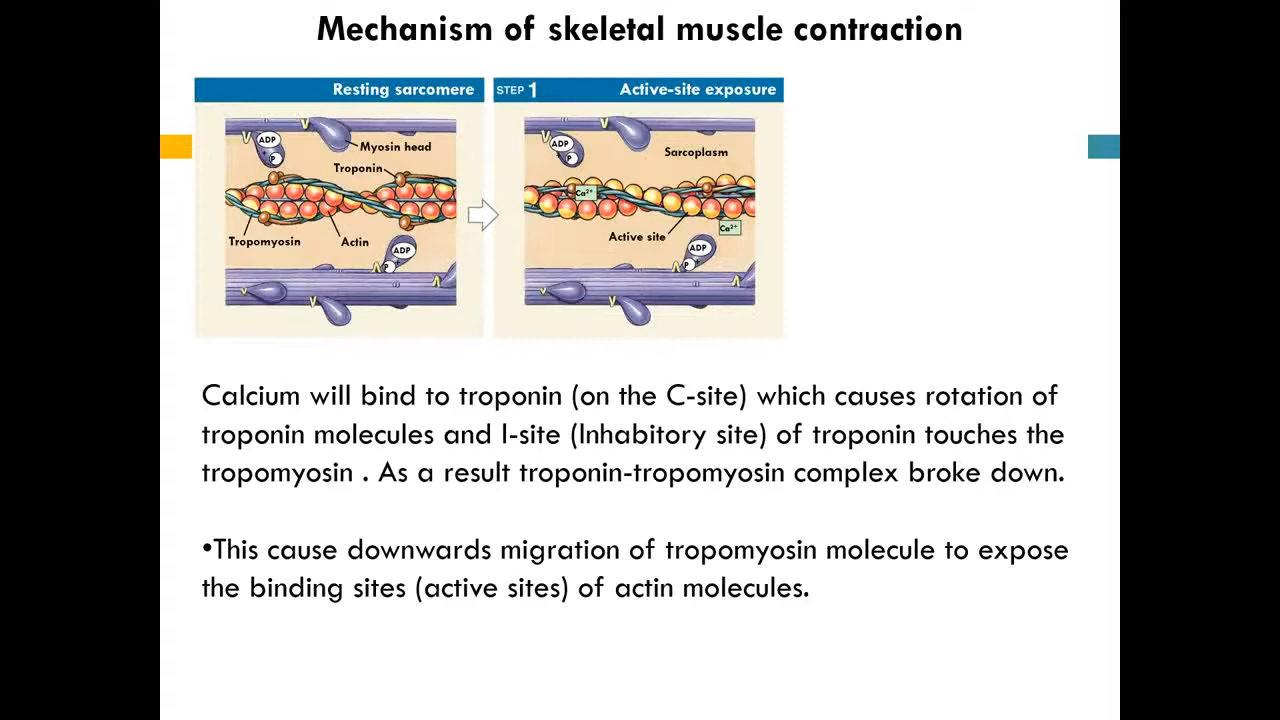 Mechanism of skeletal muscle contraction
Resting sarcomere
ADP
+
P
Myosin head
Troponin
Tropomyosin
Actin
ADP
P +
STEP 1
Active-site exposure
ADP
+
P
Sarcoplasm
Ca2+
Ca2+
Active site
ADP
P +
Calcium will bind to troponin (on the C-site) which causes rotation of
troponin molecules and I-site (Inhabitory site) of troponin touches the
tropomyosin . As a result troponin-tropomyosin complex broke down.
•This cause downwards migration of tropomyosin molecule to expose
the binding sites (active sites) of actin molecules.